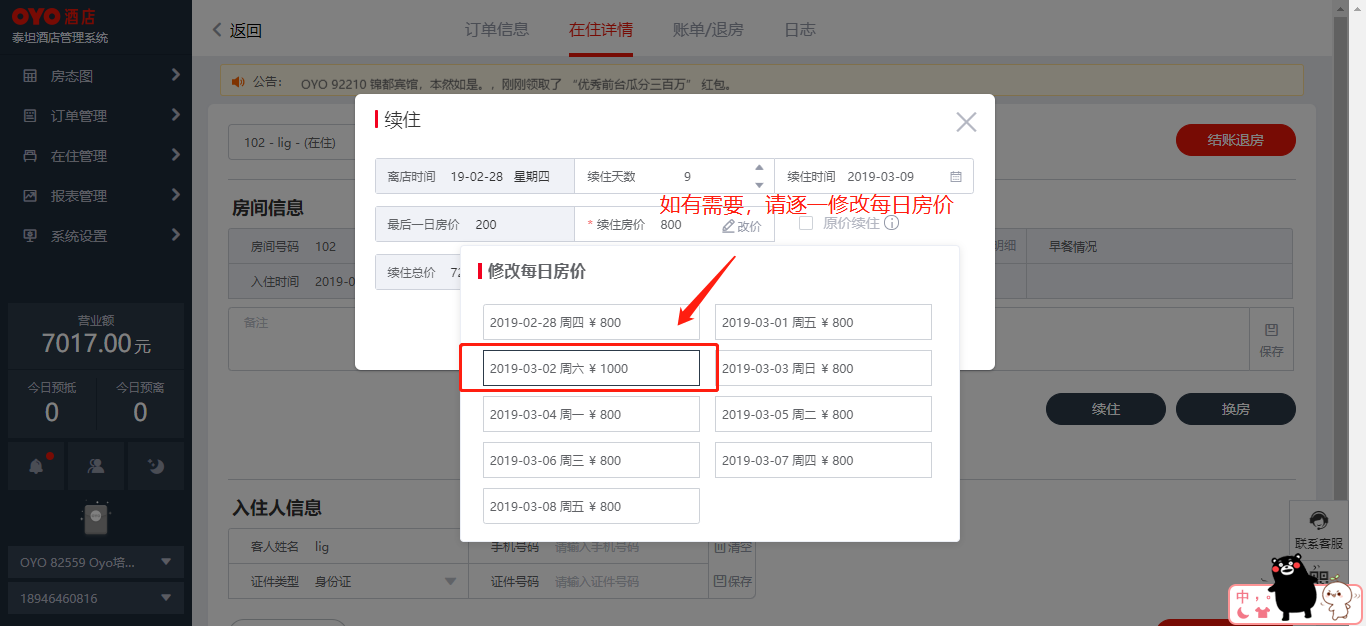 OYO 酒店
泰坦酒店管理系统
返回
订单信息 在住详情 账单/退房 日志
房态图
订单管理
在住管理
报表管理
系统设置
公告： OYO 92210 锦都宾馆，本然如是。，刚刚领取了 “优秀前台瓜分三百万” 红包。
102 - lig - (在住)
结账退房
房间信息
房间号码 102
明细 早餐情况
入住时间 2019-0
备注
保存
续住
离店时间 19-02-28 星期四 续住天数 9 续住时间 2019-03-09
如有需要，请逐一修改每日房价
最后一日房价 200 * 续住房价 800 改价 原价续住
续住总价 72
修改每日房价
2019-02-28 周四 ¥ 800 2019-03-01 周五 ¥ 800
2019-03-02 周六 ¥ 1000 2019-03-03 周日 ¥ 800
2019-03-04 周一 ¥ 800 2019-03-05 周二 ¥ 800
2019-03-06 周三 ¥ 800 2019-03-07 周四 ¥ 800
2019-03-08 周五 ¥ 800
续住 换房
营业额
7017.00元
今日预抵 今日预离
0 0
OYO 82559 Oyo培...
18946460816
入住人信息
客人姓名 lig 手机号码 请输入手机号码 清空
证件类型 身份证 证件号码 请输入证件号码 保存
联系客服
中，。